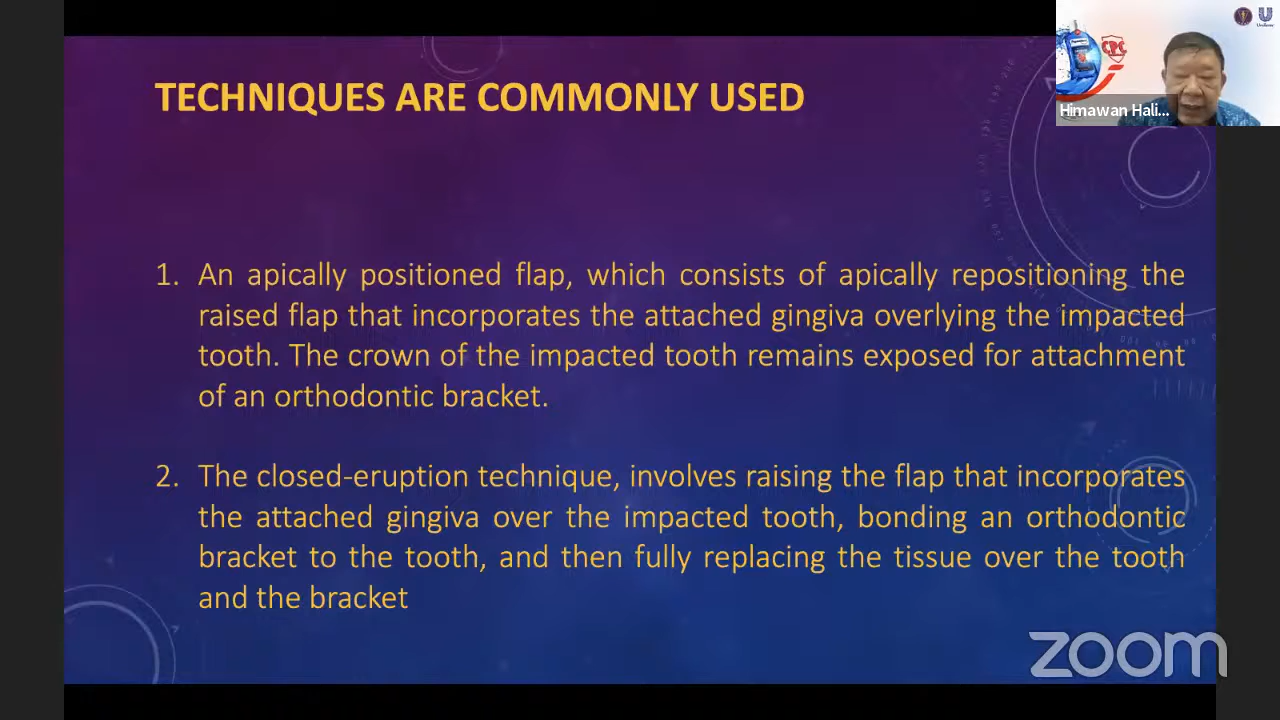 TECHNIQUES ARE COMMONLY USED
Himawan Hali...
CPC
Unilever
1. An apically positioned flap, which consists of apically repositioning the
raised flap that incorporates the attached gingiva overlying the impacted
tooth. The crown of the impacted tooth remains exposed for attachment
of an orthodontic bracket.
2. The closed-eruption technique, involves raising the flap that incorporates
the attached gingiva over the impacted tooth, bonding an orthodontic
bracket to the tooth, and then fully replacing the tissue over the tooth
and the bracket
zoom